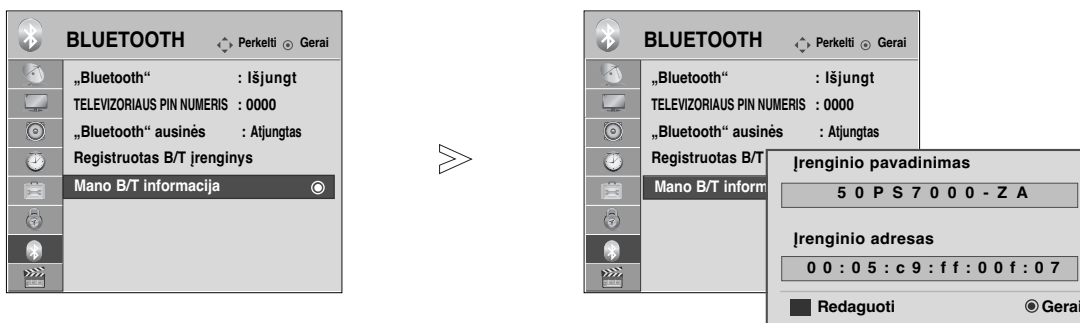 BLUETOOTH Perkelti Gerai
„Bluetooth“ : Išjungt
TELEVIZORIAUS PIN NUMERIS : 0000
„Bluetooth“ ausinės : Atjungtas
Registruotas B/T įrenginys
Mano B/T informacija
BLUETOOTH Perkelti Gerai
„Bluetooth“ : Išjungt
TELEVIZORIAUS PIN NUMERIS : 0000
„Bluetooth“ ausinės : Atjungtas
Registruotas B/T
Mano B/T inform
Įrenginio pavadinimas
50PS7000-ZA
Įrenginio adresas
00:05:c9:ff:00f:07
Redaguoti Gerai